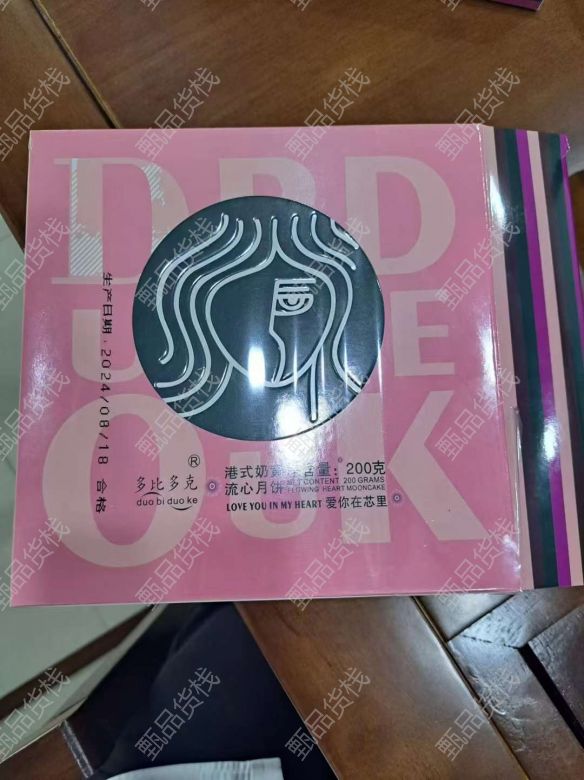 DBD
UE
OUK
生产日期:2024/08/18 合格
®
多比多克
duo bi duo ke
港式奶黄
流心月饼
净含量：200克
NET CONTENT 200 GRAMS
FLOWING HEART MOONCAKE
LOVE YOU IN MY HEART 爱你在芯里
甄品货栈